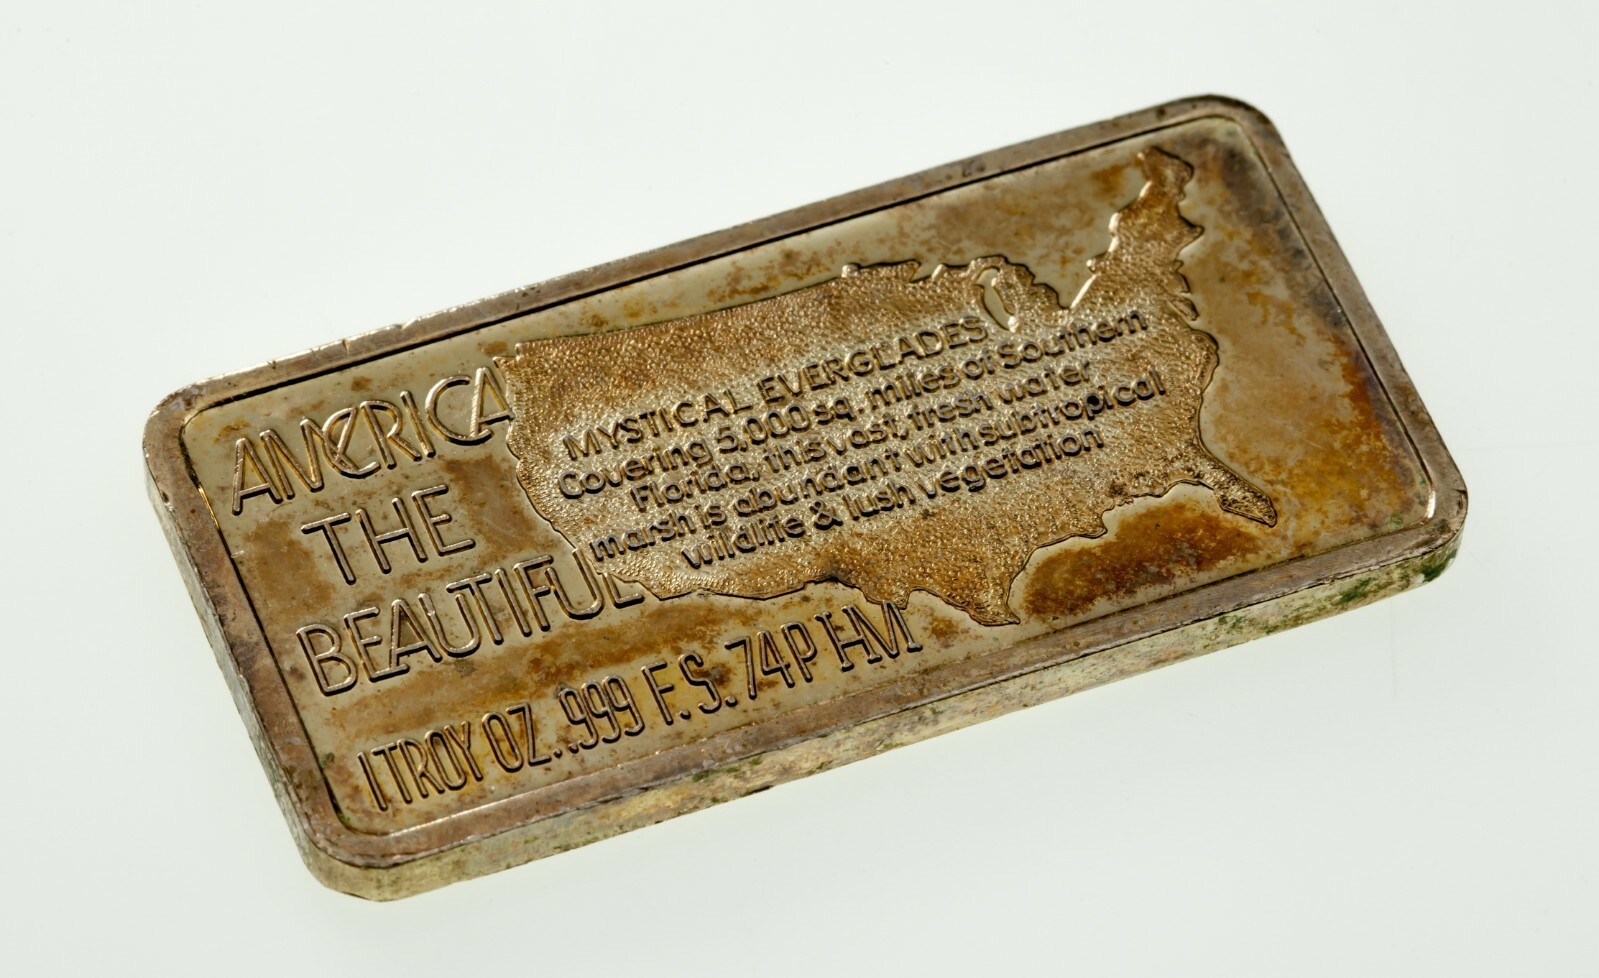 AMERICA
THE
BEAUTIFUL
MYSTICAL EVERGLADES
Covering 5,000 sq. miles of Southern
Florida, this vast, fresh water
marsh is abundant with subtropical
wildlife & lush vegetation
1 TROY OZ. .999 F.S. 74P HM